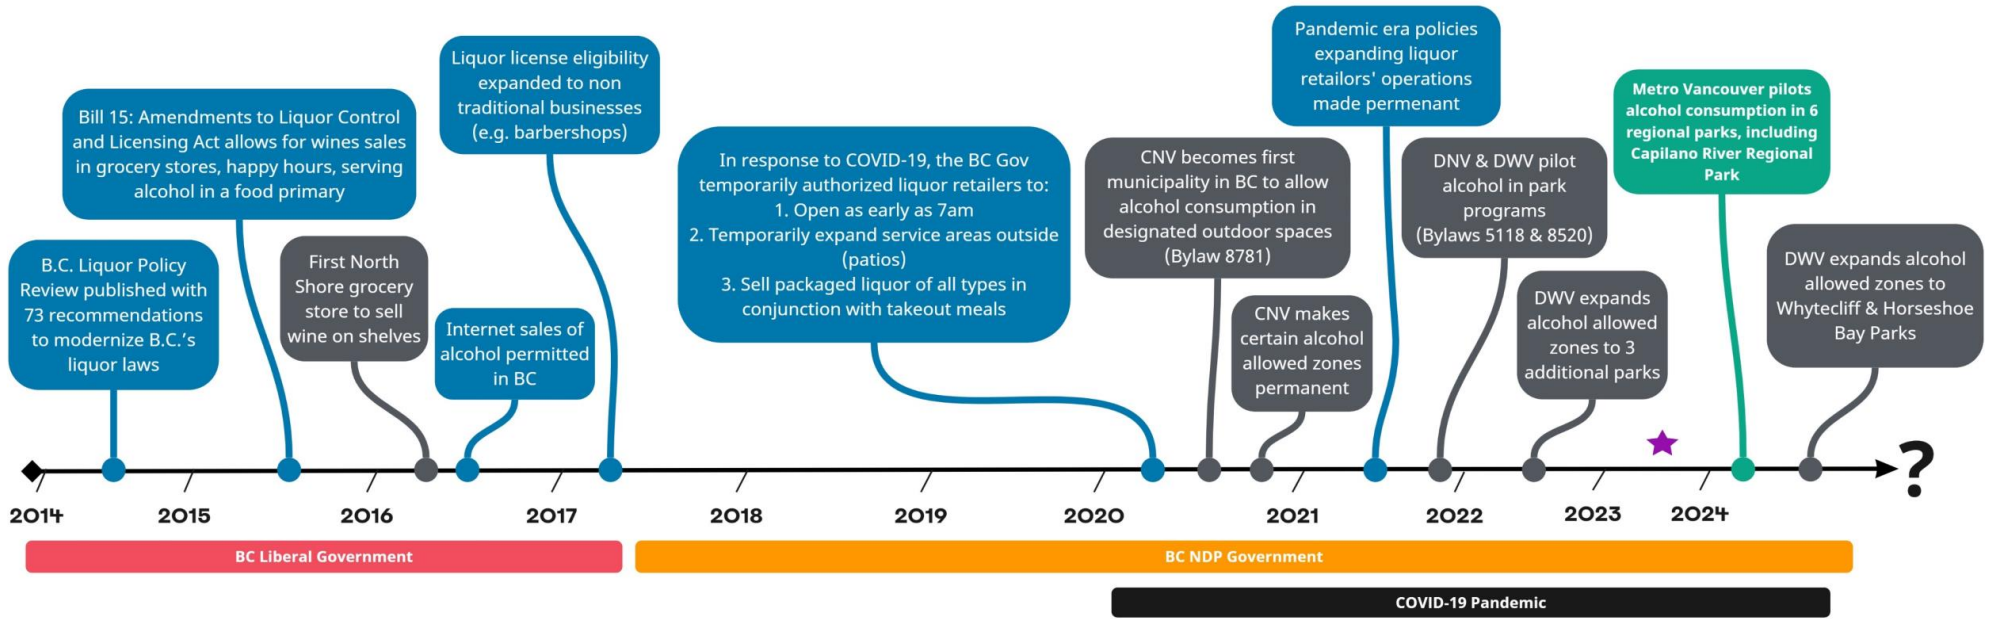 B.C. Liquor Policy
Review published with
73 recommendations
to modernize B.C.'s
liquor laws
Bill 15: Amendments to Liquor Control
and Licensing Act allows for wines sales
in grocery stores, happy hours, serving
alcohol in a food primary
First North
Shore grocery
store to sell
wine on shelves
Internet sales of
alcohol permitted
in BC
Liquor license eligibility
expanded to non
traditional businesses
(e.g. barbershops)
In response to COVID-19, the BC Gov
temporarily authorized liquor retailers to:
1. Open as early as 7am
2. Temporarily expand service areas outside
(patios)
3. Sell packaged liquor of all types in
conjunction with takeout meals
CNV becomes first
municipality in BC to allow
alcohol consumption in
designated outdoor spaces
(Bylaw 8781)
CNV makes
certain alcohol
allowed zones
permanent
Pandemic era policies
expanding liquor
retailors' operations
made permenant
DNV & DWV pilot
alcohol in park
programs
(Bylaws 5118 & 8520)
DWV expands
alcohol allowed
zones to 3
additional parks
Metro Vancouver pilots
alcohol consumption in 6
regional parks, including
Capilano River Regional
Park
DWV expands alcohol
allowed zones to
Whytecliff & Horseshoe
Bay Parks
?
2014
2015
2016
2017
2018
2019
2020
2021
2022
2023
2024
BC Liberal Government
BC NDP Government
COVID-19 Pandemic